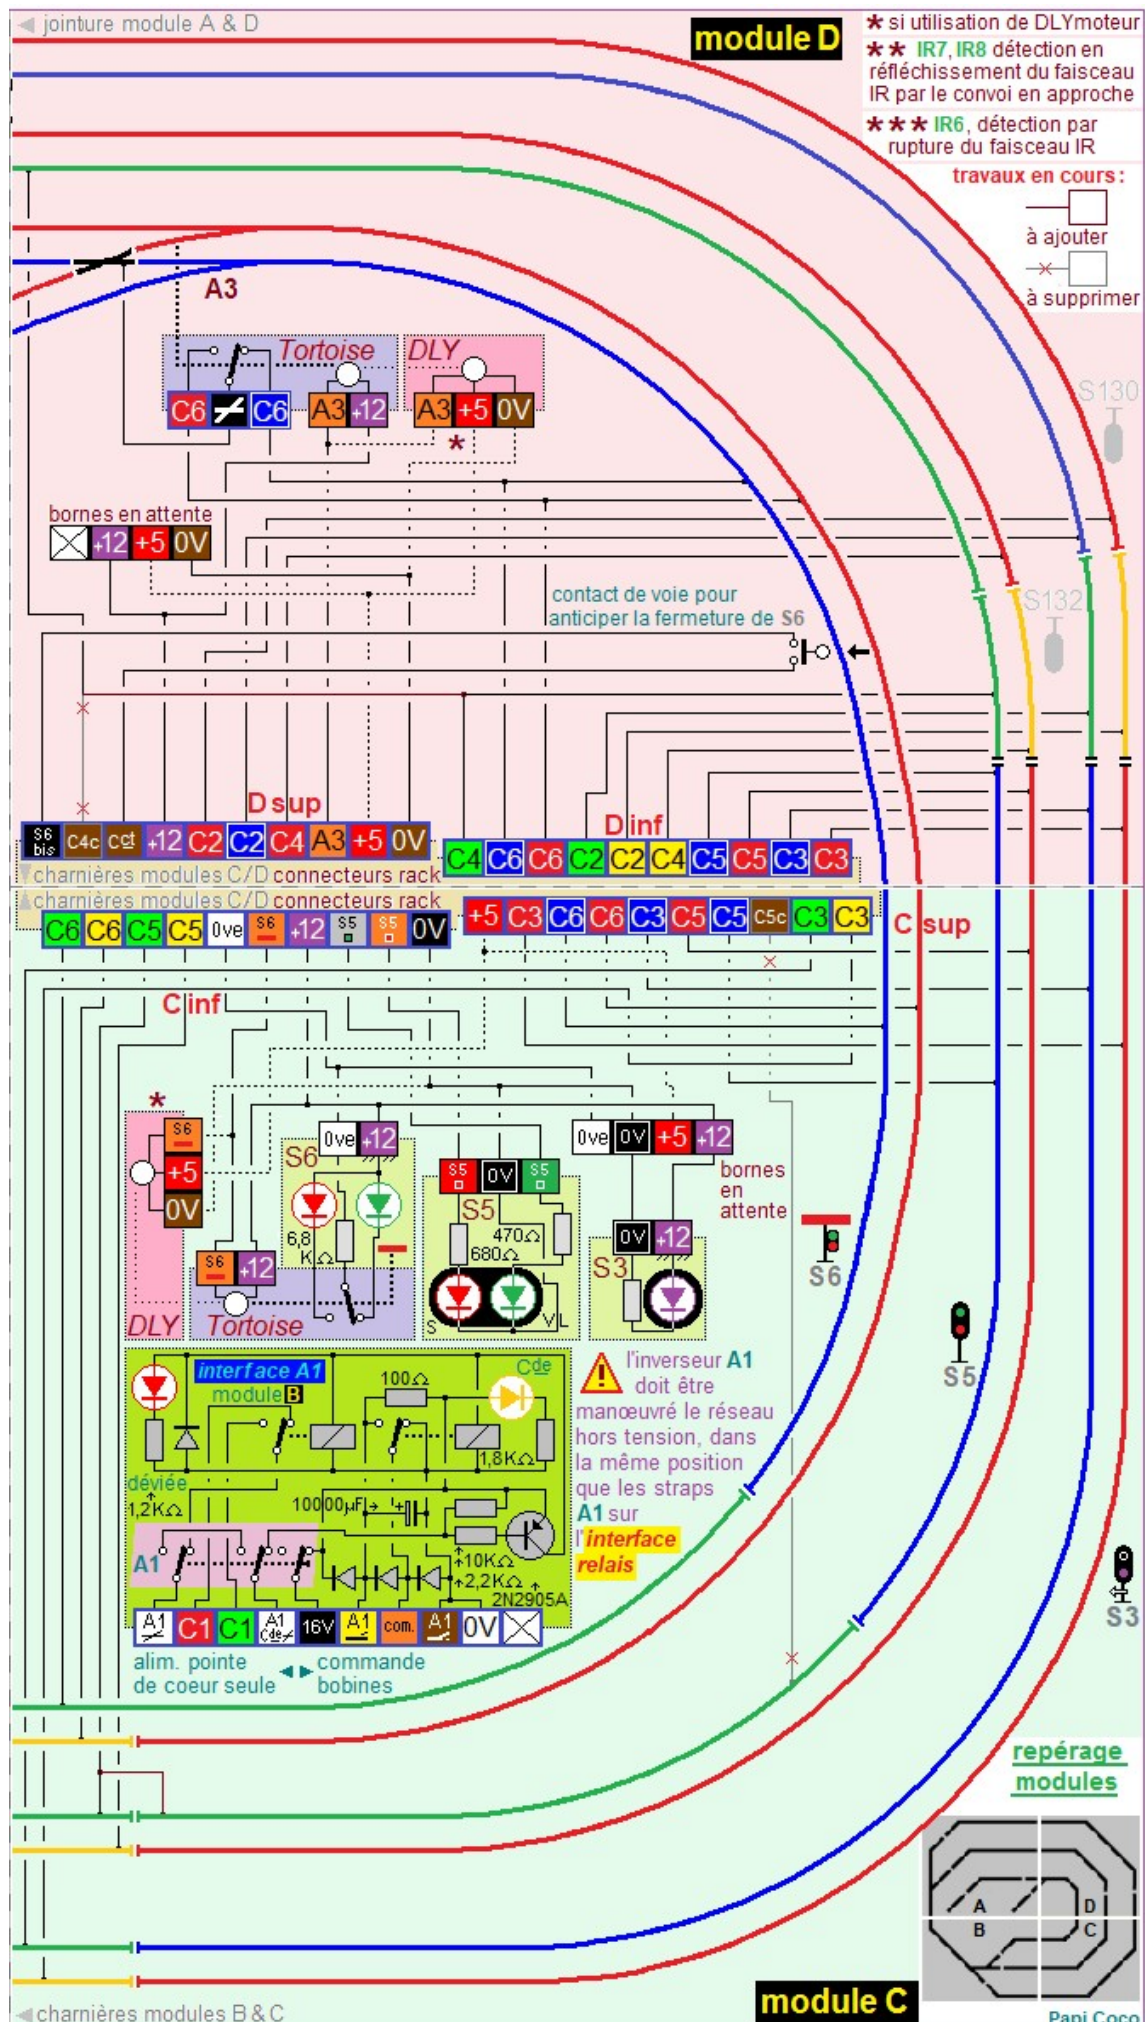 jointure module A & D
module D
* si utilisation de DLYmoteur
** IR7, IR8 détection en
réfléchissement du faisceau
IR par le convoi en approche
*** IR6, détection par
rupture du faisceau IR
travaux en cours :
à ajouter
à supprimer
A3
Tortoise
DLY
C6 C6 A3 +12 A3 +5 0V
*
S130
bornes en attente
+12 +5 0V
contact de voie pour
anticiper la fermeture de S6
S132
D sup
D inf
S6 bis C4c cct +12 C2 C2 C4 A3 +5 0V
C4 C6 C6 C2 C2 C4 C5 C5 C3 C3
charnières modules C/D connecteurs rack
charnières modules C/D connecteurs rack
C6 C6 C5 C5 0ve S6 +12 S5 S5 0V
+5 C3 C6 C6 C3 C5 C5 C5c C3 C3
C sup
C inf
*
S6
+5
0V
S6 +12
DLY
Tortoise
S6
0ve +12
6,8
KΩ
S5 0V S5
S5
470Ω
680Ω
S
VL
0ve 0V +5 +12
bornes
en
attente
0V +12
S3
S6
S5
S3
interface A1
module B
100Ω
Cde
1,8KΩ
déviée
1,2KΩ
10000µF
+
A1
10KΩ
2,2KΩ
2N2905A
A1 C1 C1 A1 Cde 16V A1 com. A1 0V
alim. pointe
de coeur seule
commande
bobines
! l'inverseur A1
doit être
manœuvré le réseau
hors tension, dans
la même position
que les straps
A1 sur
l'interface
relais
repérage
modules
A D
B C
module C
charnières modules B & C
Papi Coco